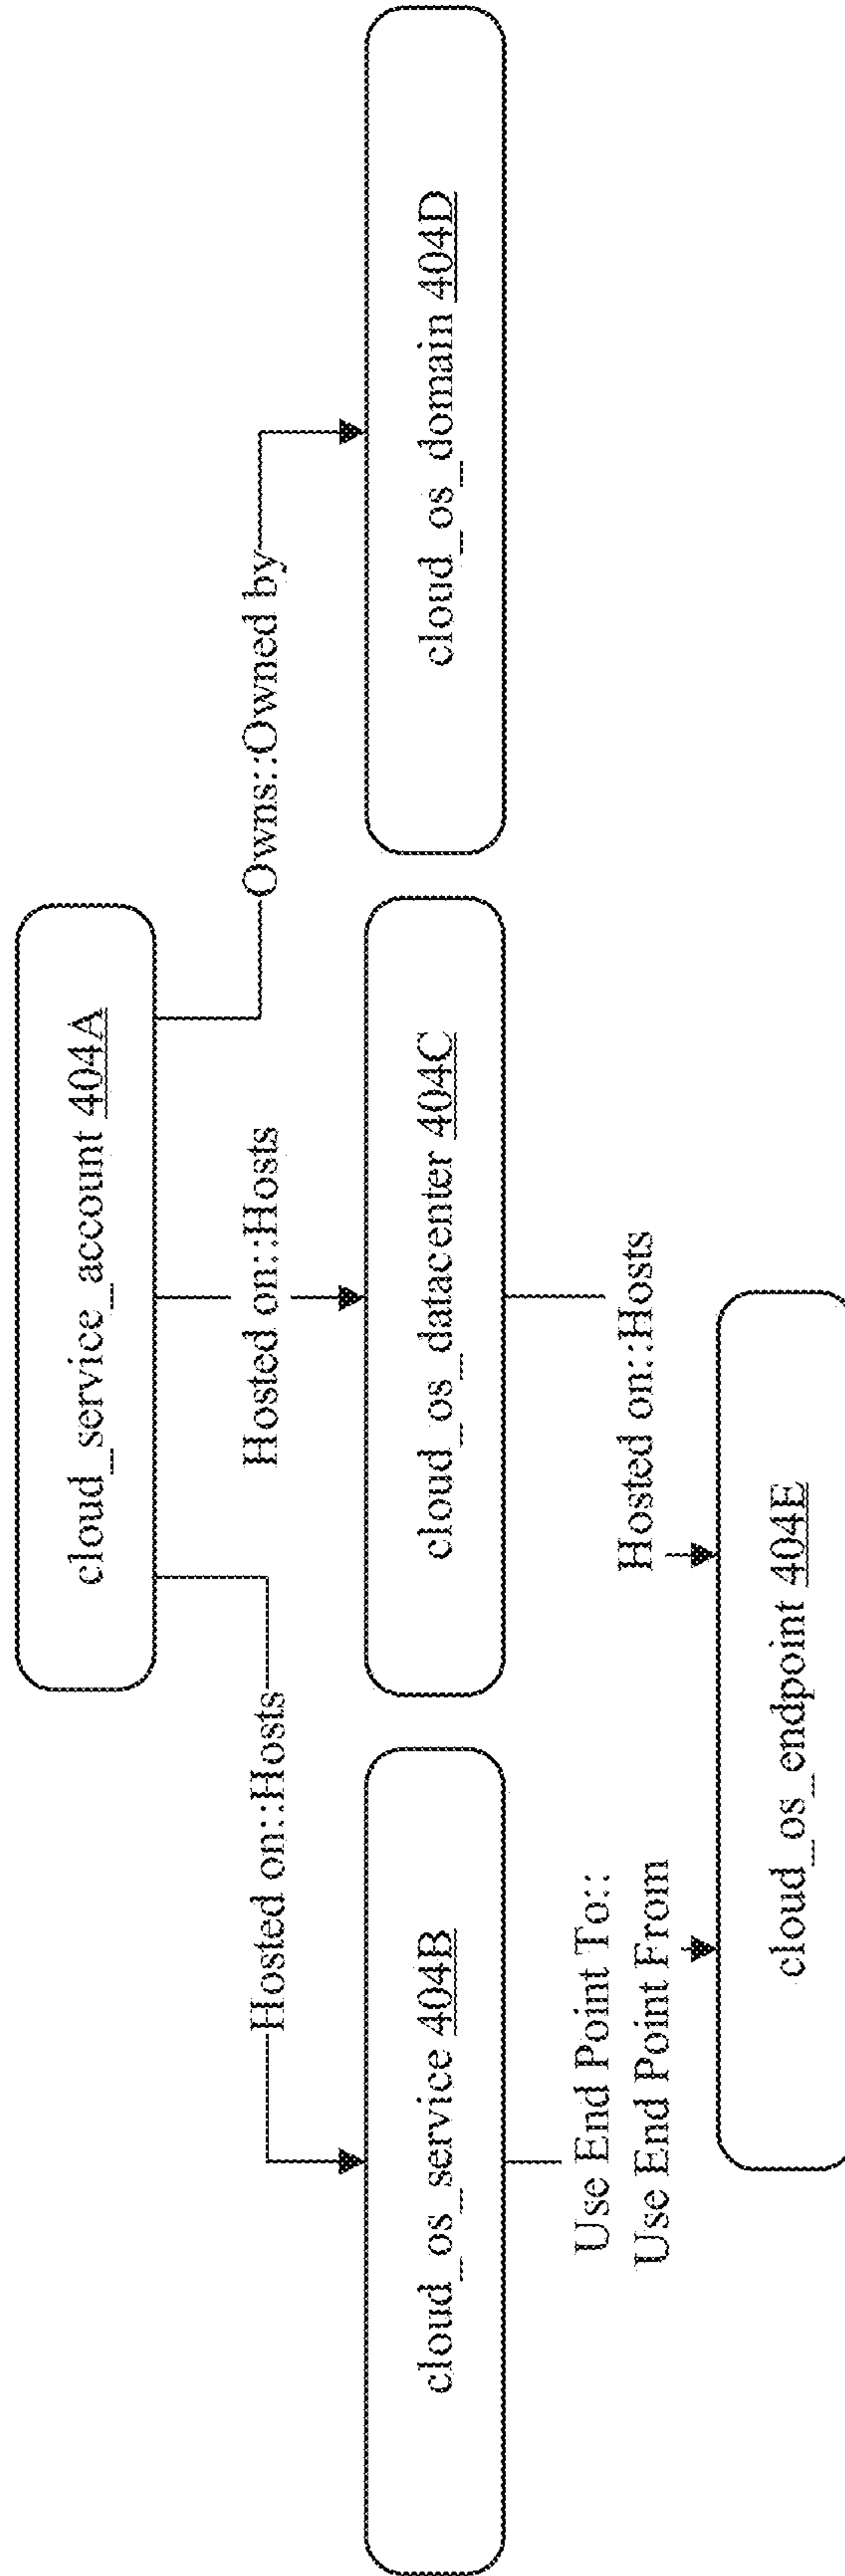 cloud_service_account 404A
Hosted on::Hosts
Hosted on::Hosts
Owns::Owned by
cloud_os_service 404B
cloud_os_datacenter 404C
cloud_os_domain 404D
Use End Point To::
Use End Point From
Hosted on::Hosts
cloud_os_endpoint 404E